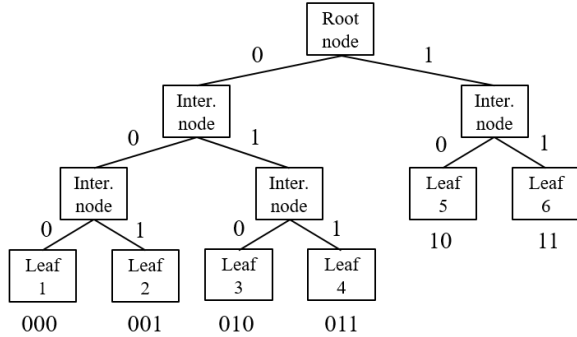 Root
node
0
1
Inter.
node
Inter.
node
0
1
0
1
Inter.
node
Inter.
node
Leaf
5
Leaf
6
0
1
0
1
10
11
Leaf
1
Leaf
2
Leaf
3
Leaf
4
000
001
010
011